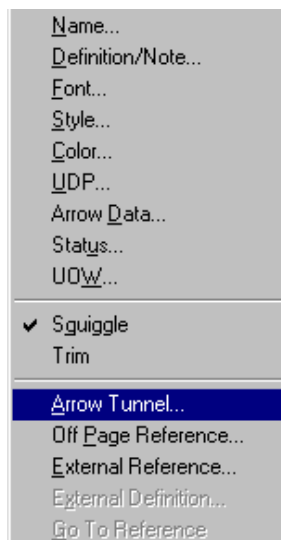 Name...
Definition/Note...
Font...
Style...
Color...
UDP...
Arrow Data...
Status...
UOW...
Squiggle
Trim
Arrow Tunnel...
Off Page Reference...
External Reference...
External Definition...
Go To Reference